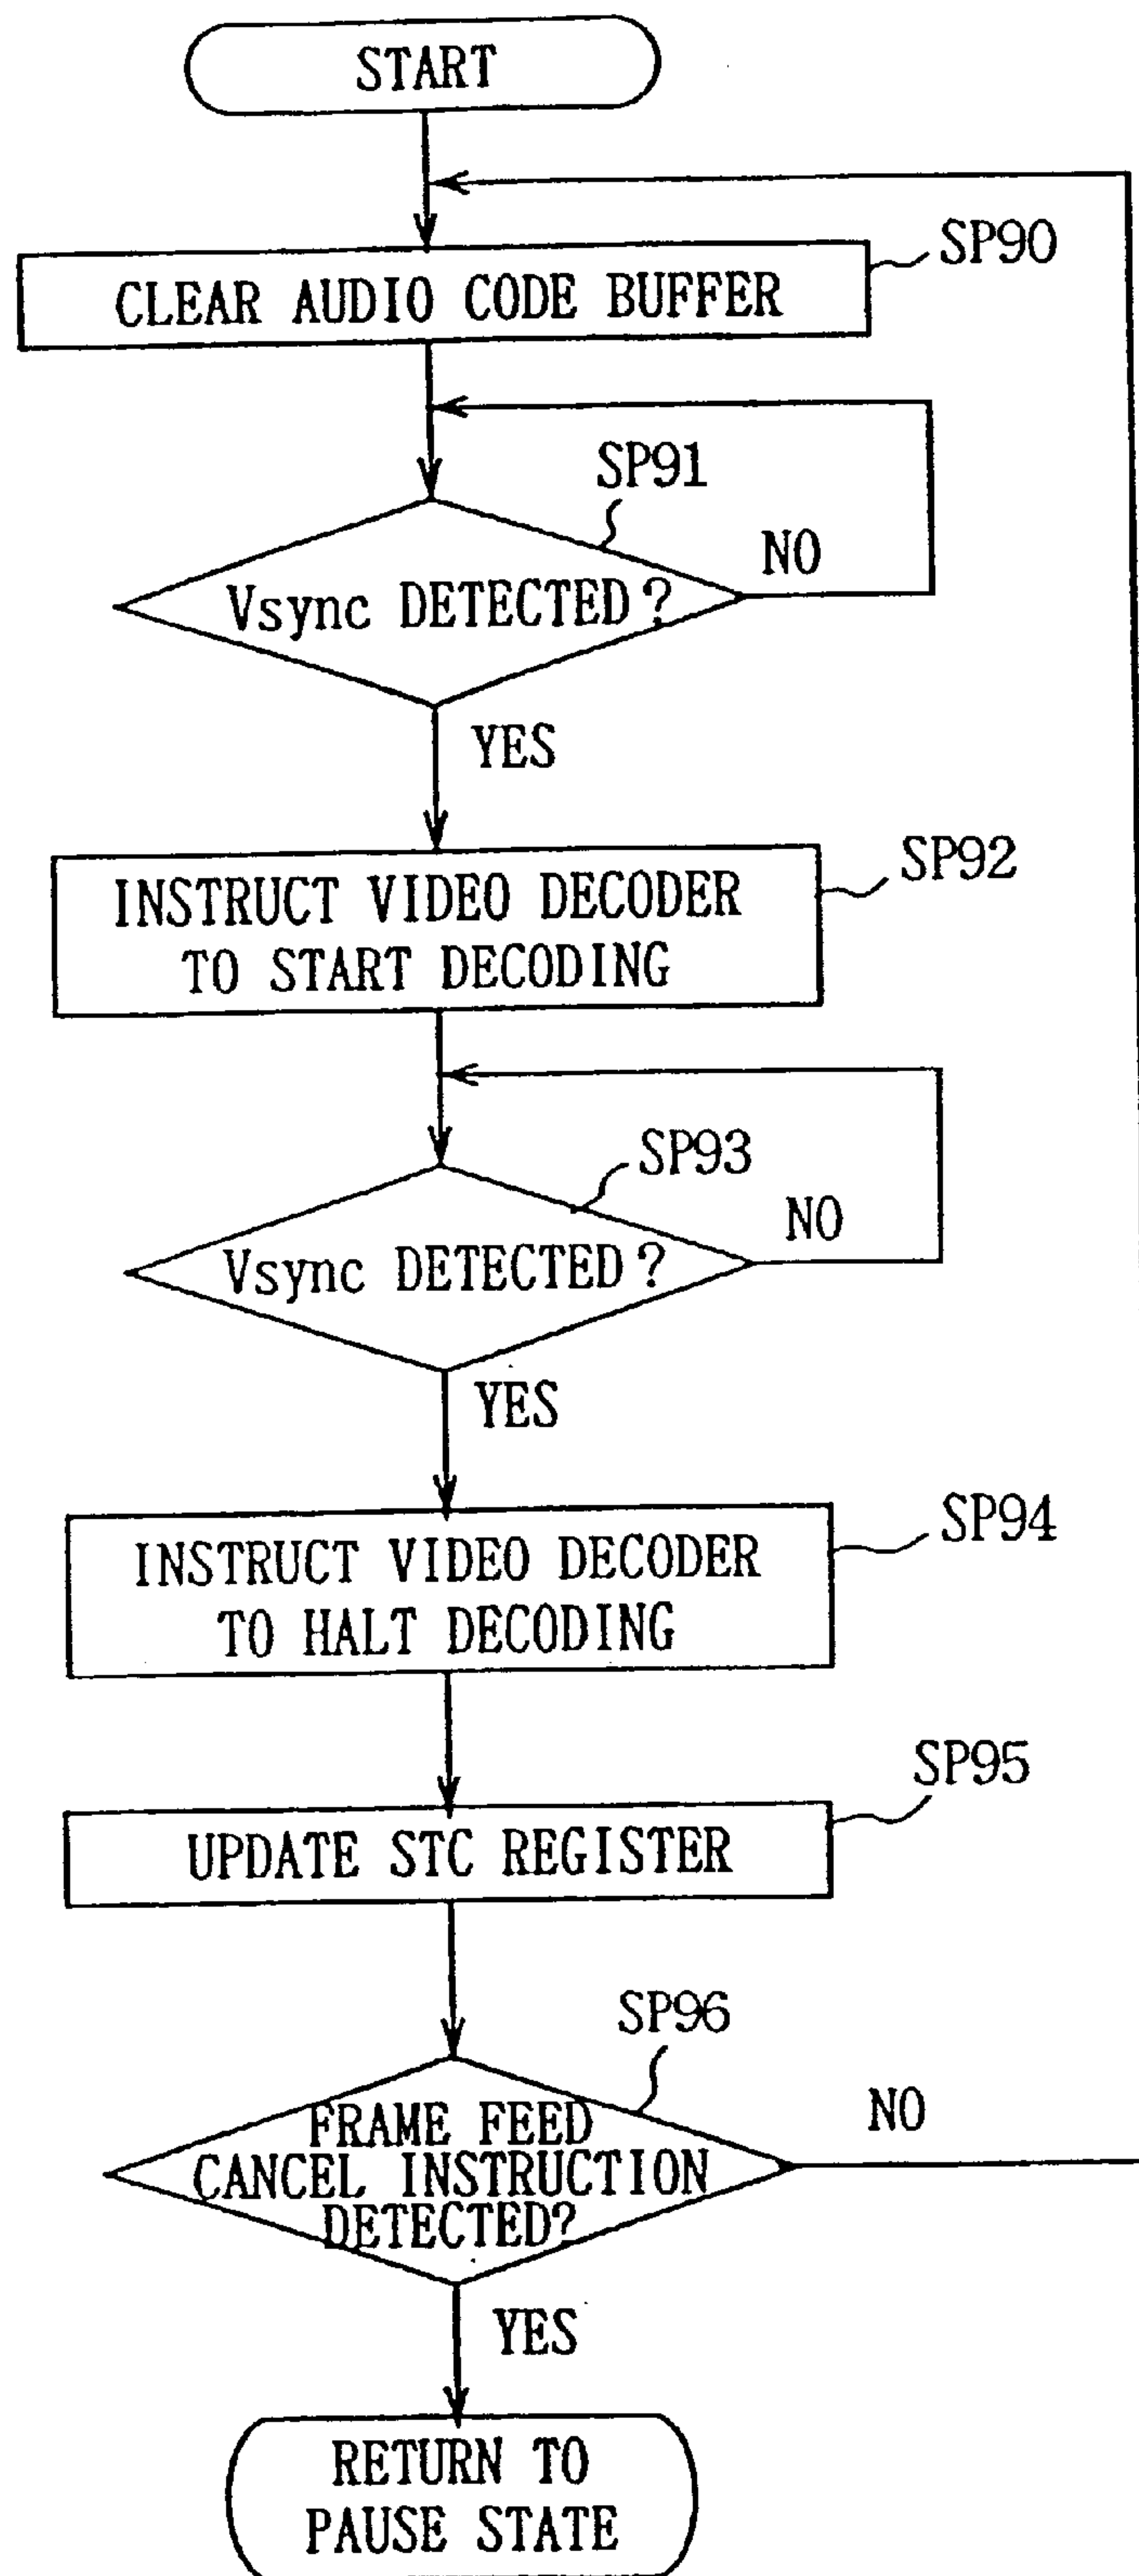 START
SP90
CLEAR AUDIO CODE BUFFER
SP91
NO
Vsync DETECTED?
YES
SP92
INSTRUCT VIDEO DECODER
TO START DECODING
SP93
NO
Vsync DETECTED?
YES
SP94
INSTRUCT VIDEO DECODER
TO HALT DECODING
SP95
UPDATE STC REGISTER
SP96
NO
FRAME FEED
CANCEL INSTRUCTION
DETECTED?
YES
RETURN TO
PAUSE STATE